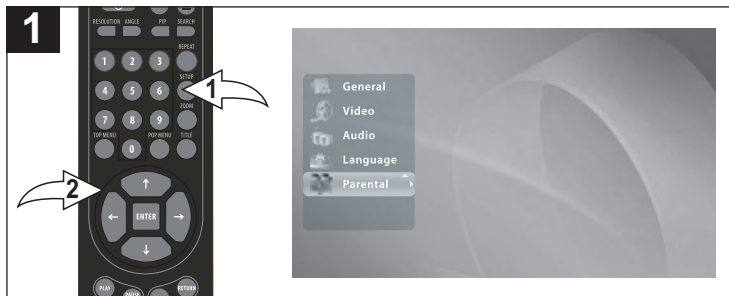 1
RESOLUTION ANGLE PIP SEARCH
REPEAT
1 2 3
SETUP
4 5 6
1
ZOOM
7 8 9
TOP MENU POP MENU TITLE
0
2
↑
← ENTER →
↓
PLAY PAUSE RETURN
General
Video
Audio
Language
Parental